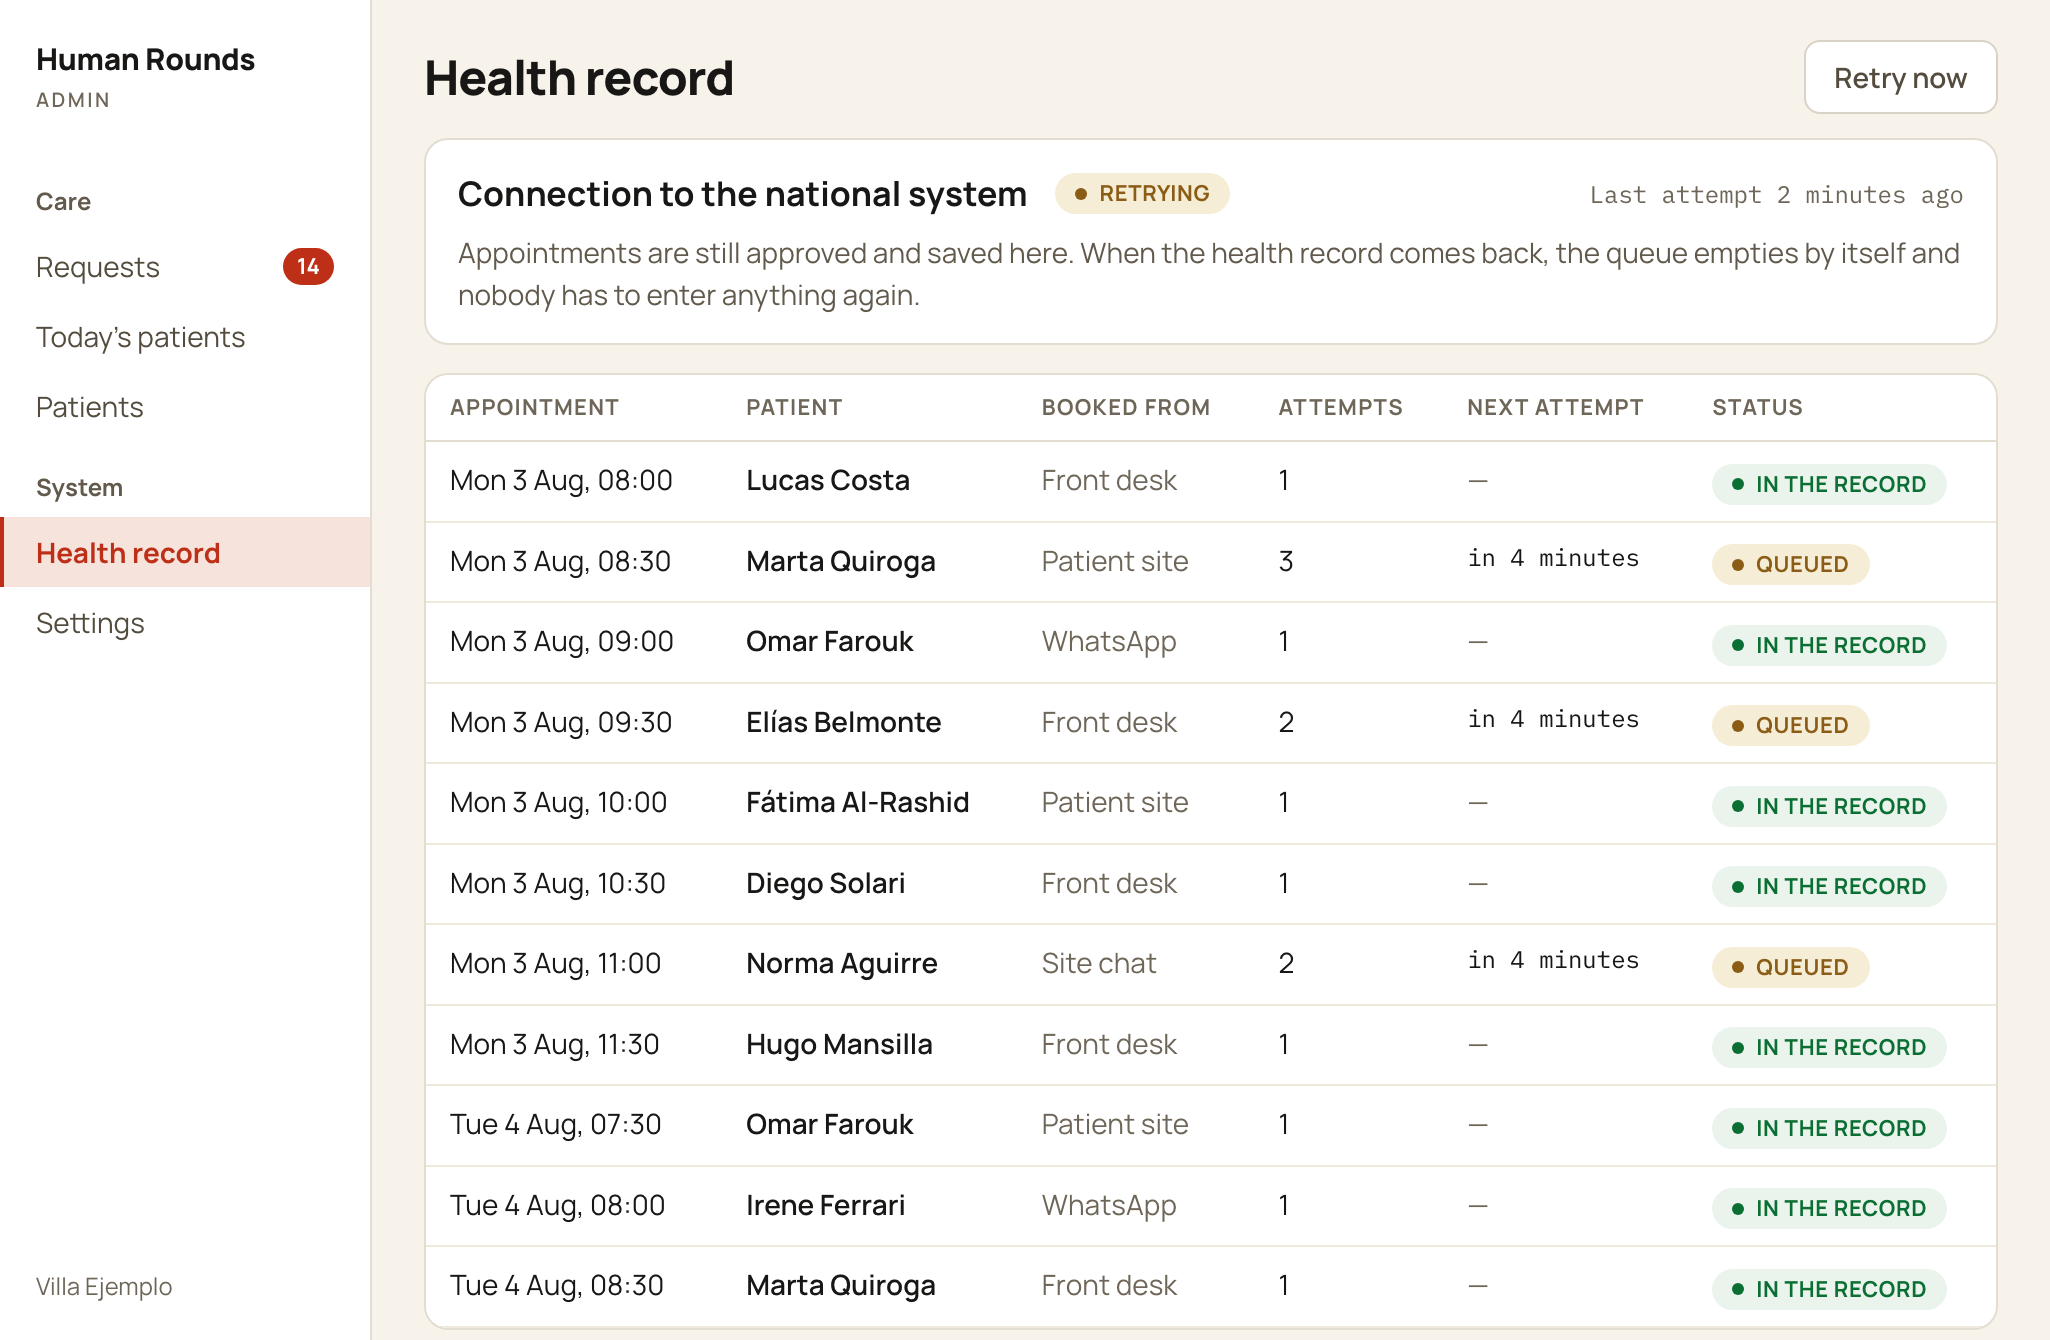 Human Rounds
ADMIN
Care
Requests 14
Today's patients
Patients
System
Health record
Settings
Villa Ejemplo
Health record
Retry now
Connection to the national system RETRYING Last attempt 2 minutes ago
Appointments are still approved and saved here. When the health record comes back, the queue empties by itself and
nobody has to enter anything again.
APPOINTMENT PATIENT BOOKED FROM ATTEMPTS NEXT ATTEMPT STATUS
Mon 3 Aug, 08:00 Lucas Costa Front desk 1 — IN THE RECORD
Mon 3 Aug, 08:30 Marta Quiroga Patient site 3 in 4 minutes QUEUED
Mon 3 Aug, 09:00 Omar Farouk WhatsApp 1 — IN THE RECORD
Mon 3 Aug, 09:30 Elías Belmonte Front desk 2 in 4 minutes QUEUED
Mon 3 Aug, 10:00 Fátima Al-Rashid Patient site 1 — IN THE RECORD
Mon 3 Aug, 10:30 Diego Solari Front desk 1 — IN THE RECORD
Mon 3 Aug, 11:00 Norma Aguirre Site chat 2 in 4 minutes QUEUED
Mon 3 Aug, 11:30 Hugo Mansilla Front desk 1 — IN THE RECORD
Tue 4 Aug, 07:30 Omar Farouk Patient site 1 — IN THE RECORD
Tue 4 Aug, 08:00 Irene Ferrari WhatsApp 1 — IN THE RECORD
Tue 4 Aug, 08:30 Marta Quiroga Front desk 1 — IN THE RECORD